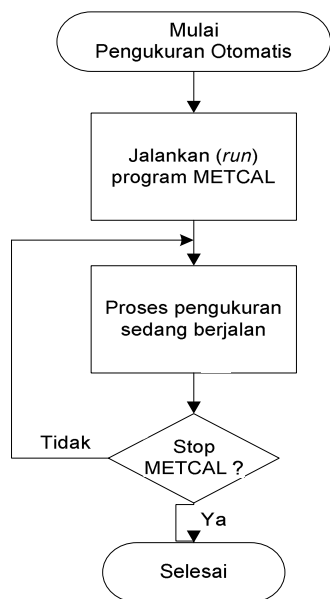 Mulai
Pengukuran Otomatis
Jalankan (run)
program METCAL
Proses pengukuran
sedang berjalan
Tidak
Stop
METCAL ?
Ya
Selesai